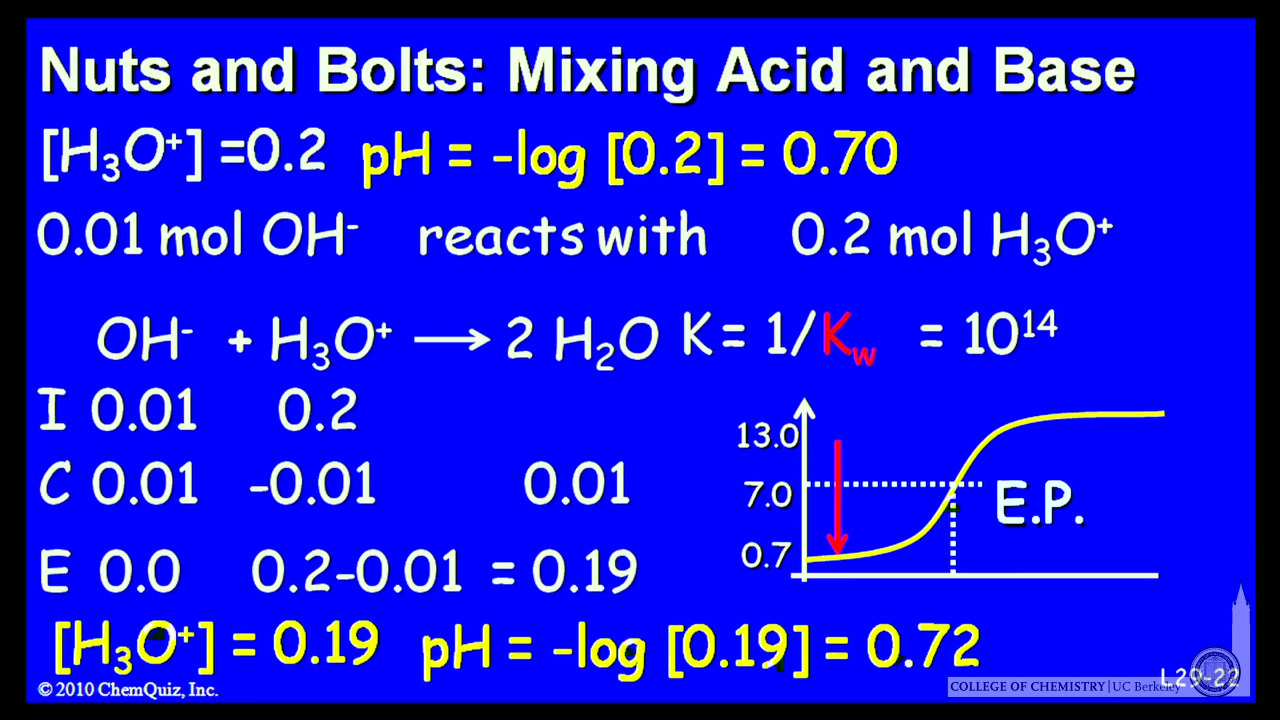 Nuts and Bolts: Mixing Acid and Base
[H₃O⁺] =0.2 pH = -log [0.2] = 0.70
0.01 mol OH⁻ reacts with 0.2 mol H₃O⁺
OH⁻ + H₃O⁺ → 2 H₂O K = 1/Kw = 10¹⁴
I 0.01 0.2
C 0.01 -0.01 0.01
E 0.0 0.2-0.01 = 0.19
13.0
7.0
0.7
E.P.
[H₃O⁺] = 0.19 pH = -log [0.19] = 0.72
© 2010 ChemQuiz, Inc.
L29-22
COLLEGE OF CHEMISTRY | UC Berkeley